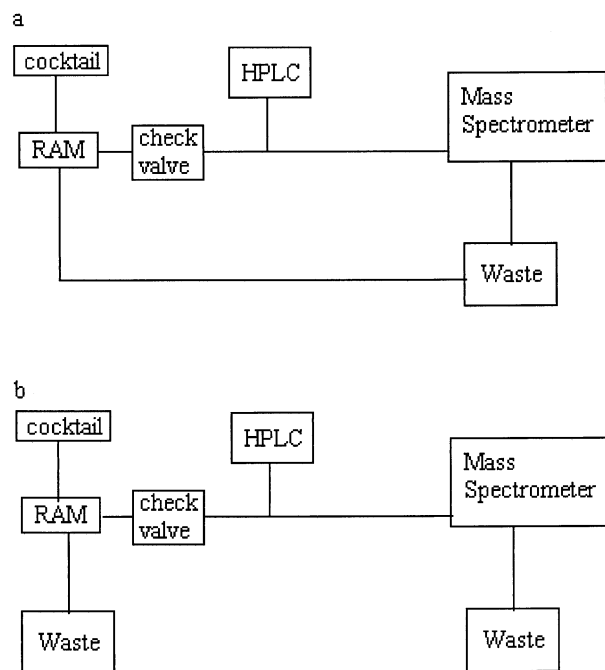 a
cocktail
HPLC
Mass
Spectrometer
RAM
check
valve
Waste
b
cocktail
HPLC
Mass
Spectrometer
RAM
check
valve
Waste
Waste